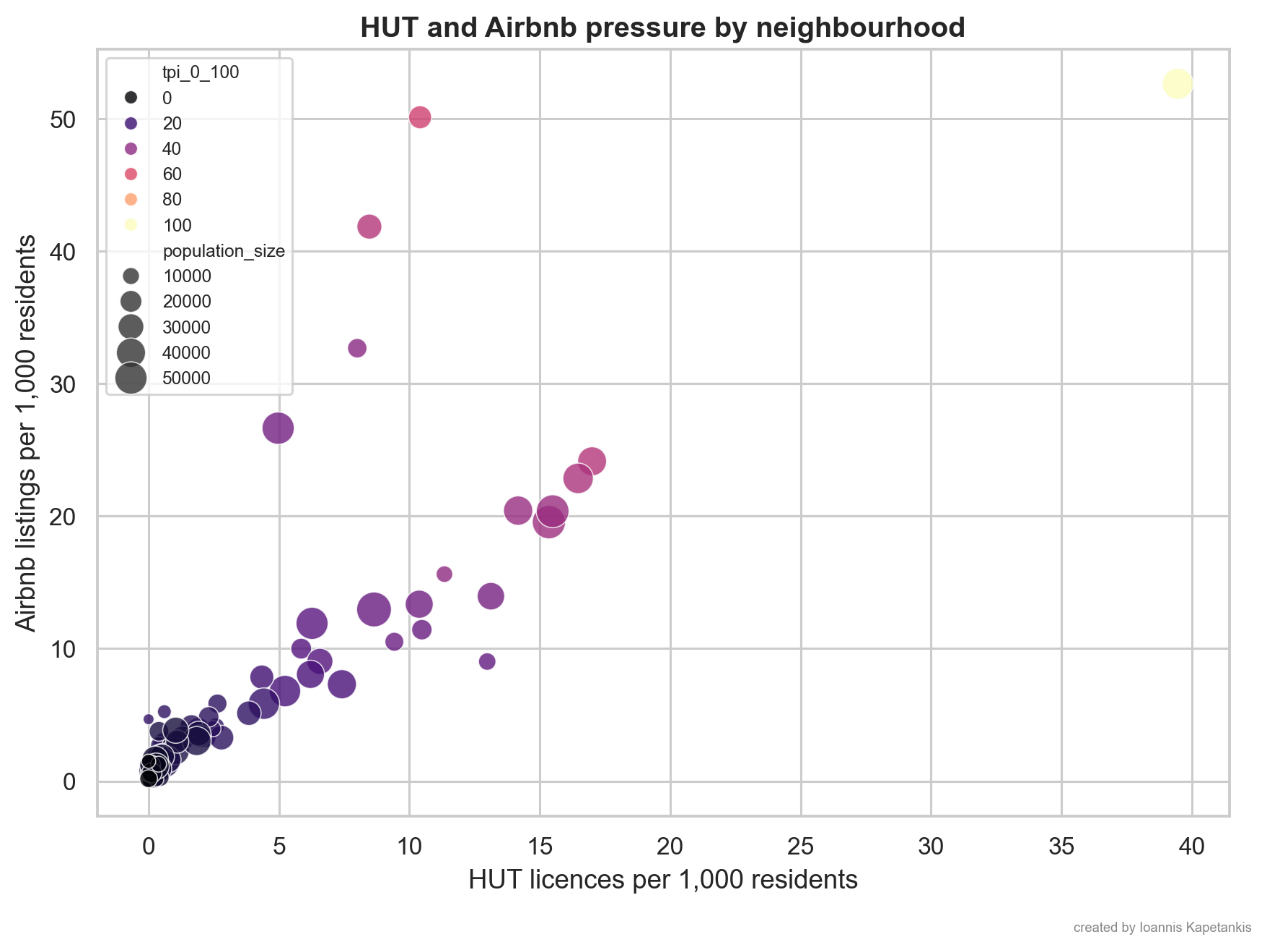 HUT and Airbnb pressure by neighbourhood
tpi_0_100
0
20
40
60
80
100
population_size
10000
20000
30000
40000
50000
Airbnb listings per 1,000 residents
50
40
30
20
10
0
0 5 10 15 20 25 30 35 40
HUT licences per 1,000 residents
created by Ioannis Kapetankis